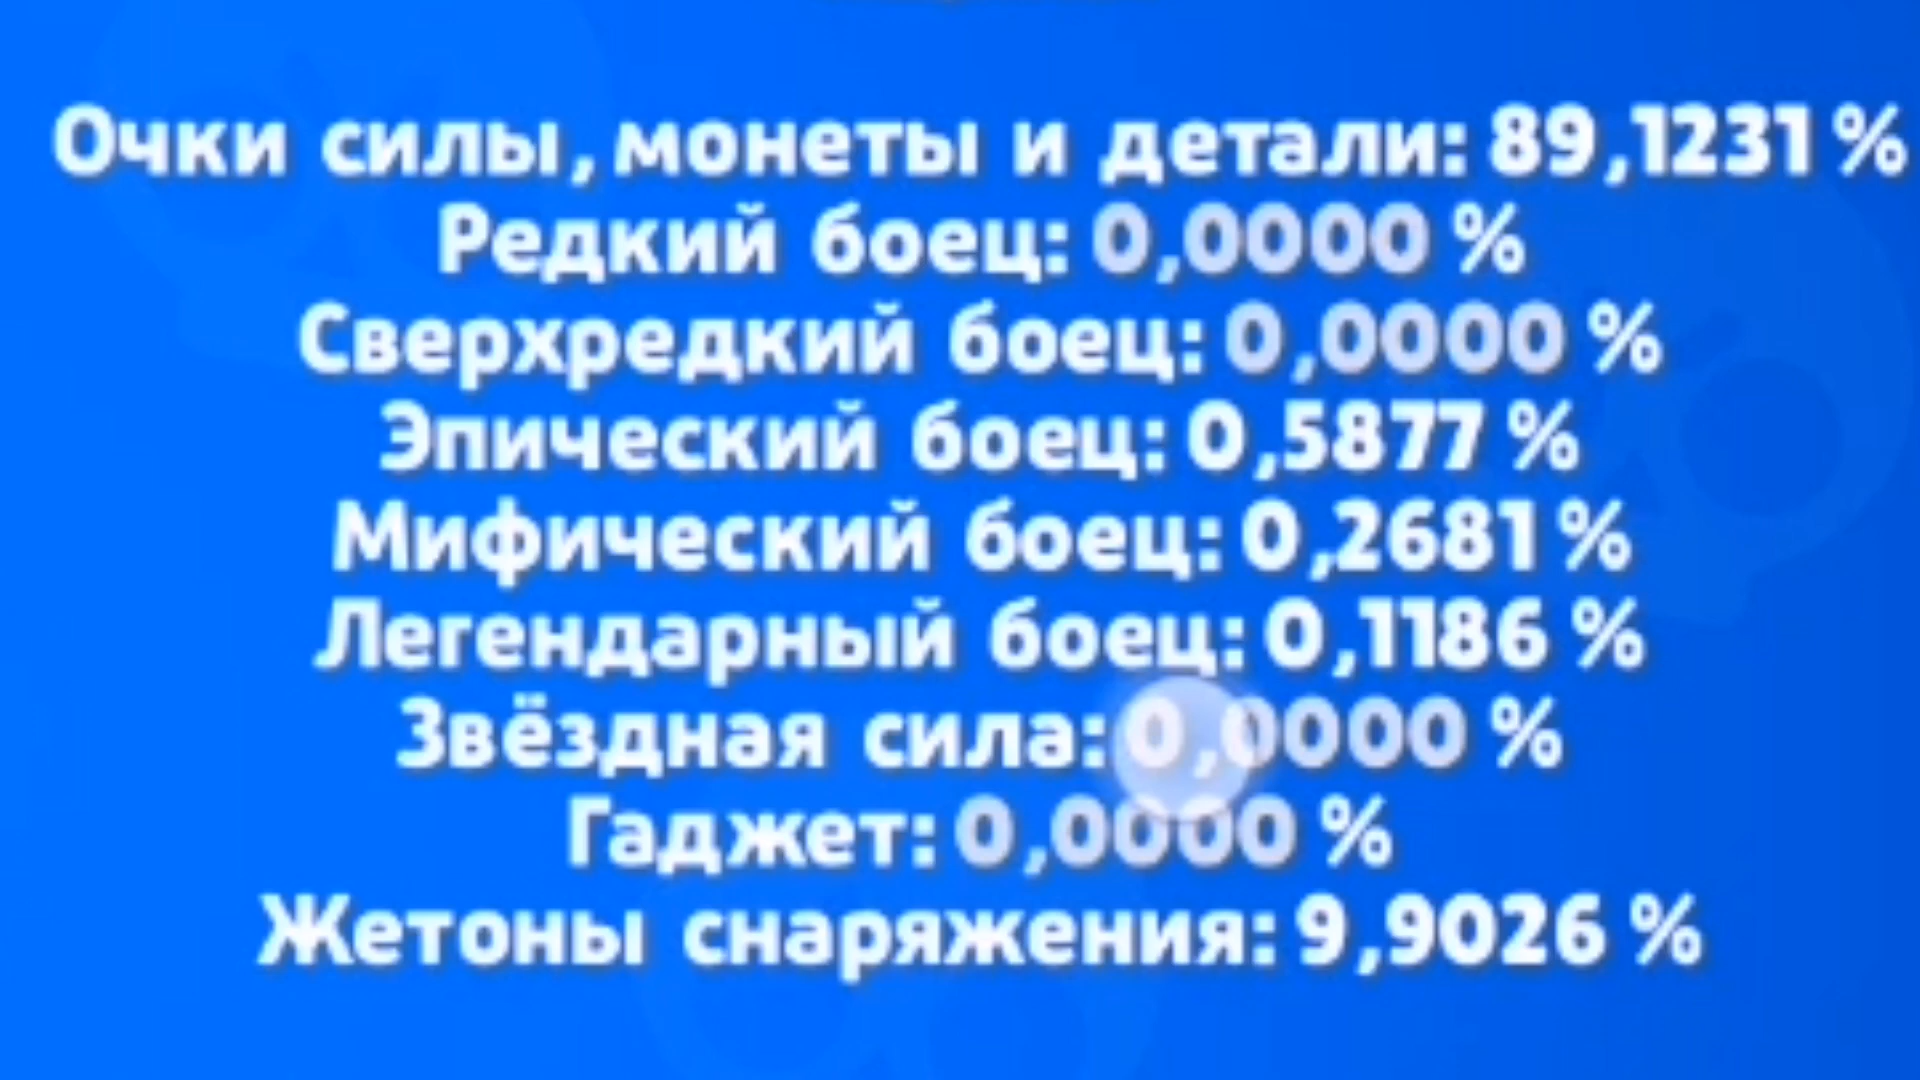 Очки силы, монеты и детали: 89,1231 %
Редкий боец: 0,0000 %
Сверхредкий боец: 0,0000 %
Эпический боец: 0,5877 %
Мифический боец: 0,2681 %
Легендарный боец: 0,1186 %
Звёздная сила: 0,0000 %
Гаджет: 0,0000 %
Жетоны снаряжения: 9,9026 %